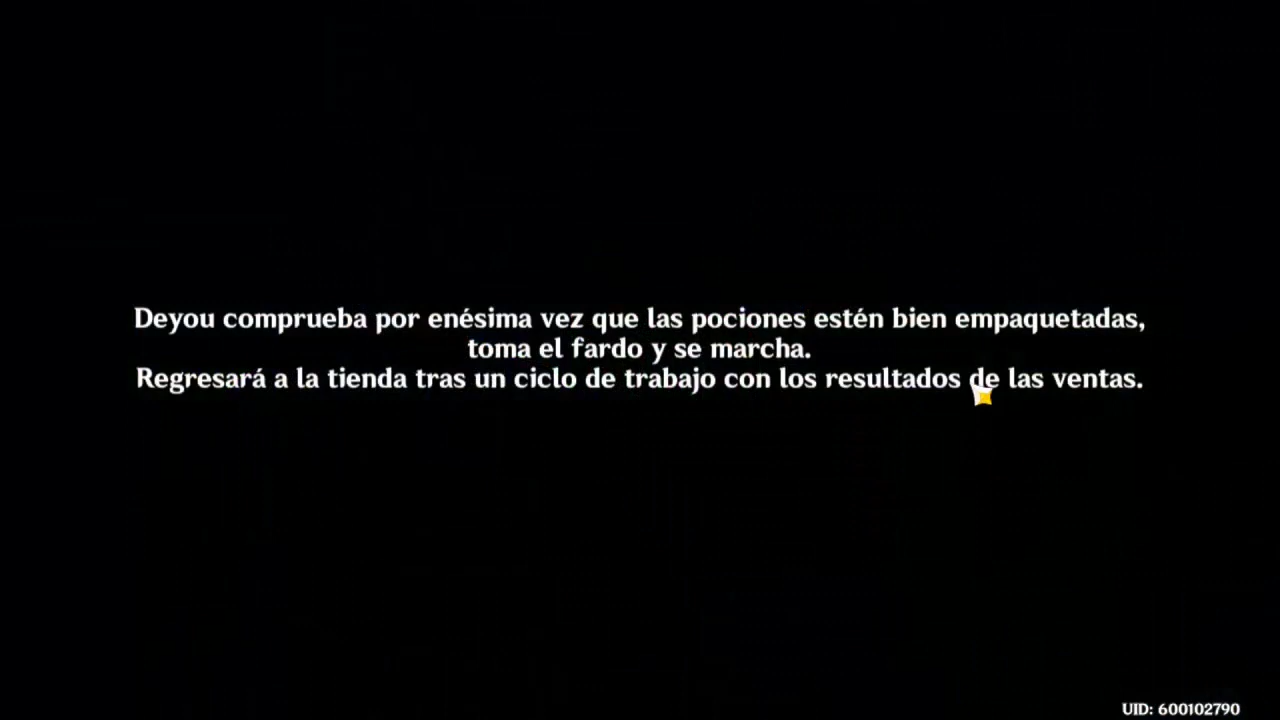 Deyou comprueba por enésima vez que las pociones estén bien empaquetadas,
toma el fardo y se marcha.
Regresará a la tienda tras un ciclo de trabajo con los resultados de las ventas.
UID: 600102790